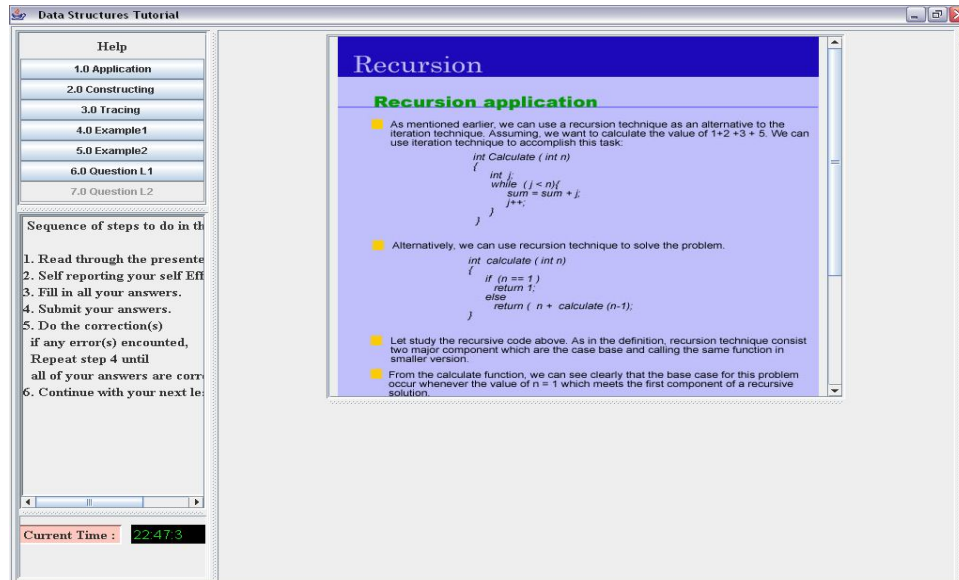 Data Structures Tutorial
Help
1.0 Application
2.0 Constructing
3.0 Tracing
4.0 Example1
5.0 Example2
6.0 Question L1
7.0 Question L2
Sequence of steps to do in th
1. Read through the presente
2. Self reporting your self Eff
3. Fill in all your answers.
4. Submit your answers.
5. Do the correction(s)
if any error(s) encounted,
Repeat step 4 until
all of your answers are corr
6. Continue with your next le
Current Time :
22:47:3
Recursion
Recursion application
As mentioned earlier, we can use a recursion technique as an alternative to the
iteration technique. Assuming, we want to calculate the value of 1+2 +3 + 5. We can
use iteration technique to accomplish this task:
int Calculate ( int n)
{
int j;
while ( j < n){
sum = sum + j;
j++;
}
}
Alternatively, we can use recursion technique to solve the problem.
int calculate ( int n)
{
if (n == 1 )
return 1;
else
return ( n + calculate (n-1);
}
Let study the recursive code above. As in the definition, recursion technique consist
two major component which are the case base and calling the same function in
smaller version.
From the calculate function, we can see clearly that the base case for this problem
occur whenever the value of n = 1 which meets the first component of a recursive
solution.